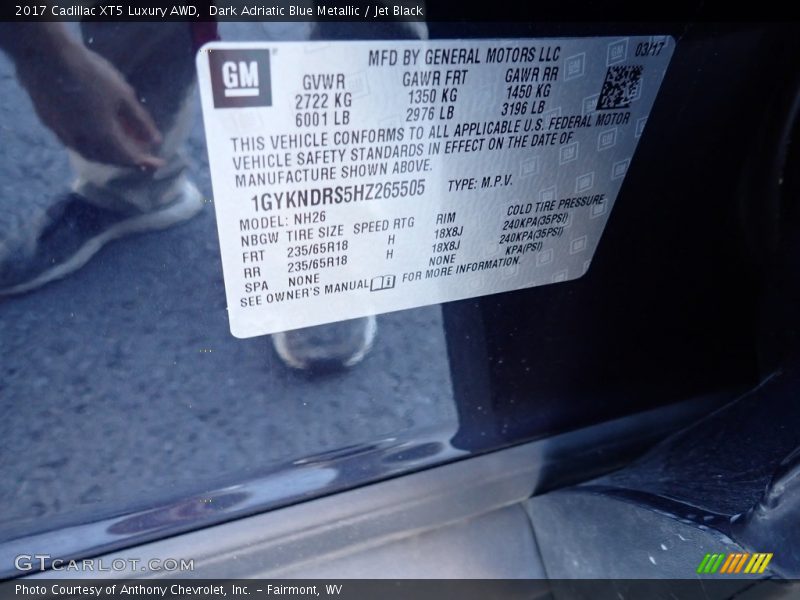 2017 Cadillac XT5 Luxury AWD, Dark Adriatic Blue Metallic / Jet Black
GM
MFD BY GENERAL MOTORS LLC
03/17
GVWR GAWR FRT GAWR RR
2722 KG 1350 KG 1450 KG
6001 LB 2976 LB 3196 LB
THIS VEHICLE CONFORMS TO ALL APPLICABLE U.S. FEDERAL MOTOR
VEHICLE SAFETY STANDARDS IN EFFECT ON THE DATE OF
MANUFACTURE SHOWN ABOVE.
1GYKNDRS5HZ265505 TYPE: M.P.V.
MODEL: NH26
NBGW TIRE SIZE SPEED RTG RIM COLD TIRE PRESSURE
FRT 235/65R18 H 18X8J 240KPA(35PSI)
RR 235/65R18 H 18X8J 240KPA(35PSI)
SPA NONE NONE KPA(PSI)
SEE OWNER'S MANUAL FOR MORE INFORMATION.
GTCARLOT.COM
Photo Courtesy of Anthony Chevrolet, Inc. – Fairmont, WV